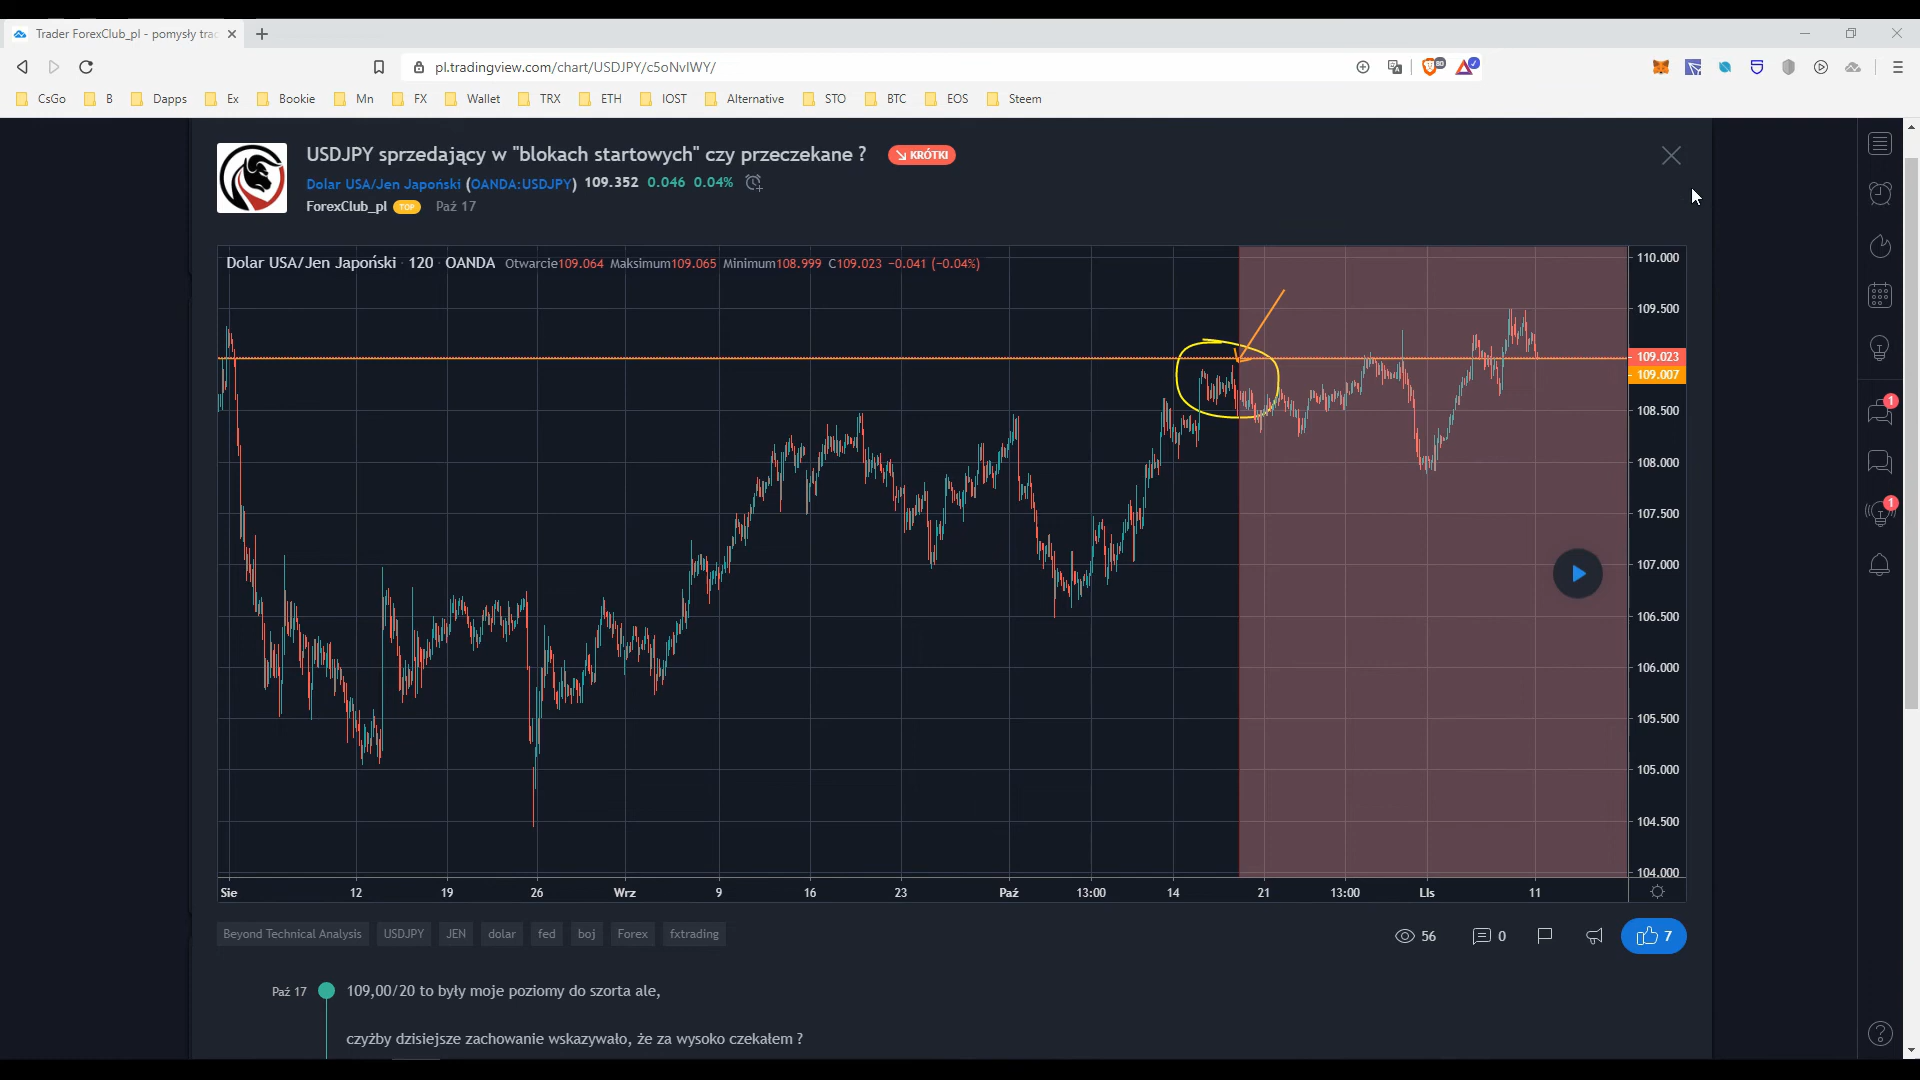 Trader ForexClub_pl - pomysły trac
pl.tradingview.com/chart/USDJPY/c5oNvIWY/
80
CsGo B Dapps Ex Bookie Mn FX Wallet TRX ETH IOST Alternative STO BTC EOS Steem
USDJPY sprzedający w "blokach startowych" czy przeczekane ? KRÓTKI
Dolar USA/Jen Japoński (OANDA:USDJPY) 109.352 0.046 0.04%
ForexClub_pl TOP Paź 17
Dolar USA/Jen Japoński · 120 · OANDA Otwarcie109.064 Maksimum109.065 Minimum108.999 C109.023 −0.041 (−0.04%)
110.000
109.500
109.023
109.007
108.500
108.000
107.500
107.000
106.500
106.000
105.500
105.000
104.500
104.000
Sie 12 19 26 Wrz 9 16 23 Paź 13:00 14 21 13:00 Lis 11
1
1
Beyond Technical Analysis USDJPY JEN dolar fed boj Forex fxtrading
56 0 7
Paź 17 109,00/20 to były moje poziomy do szorta ale,
czyżby dzisiejsze zachowanie wskazywało, że za wysoko czekałem ?